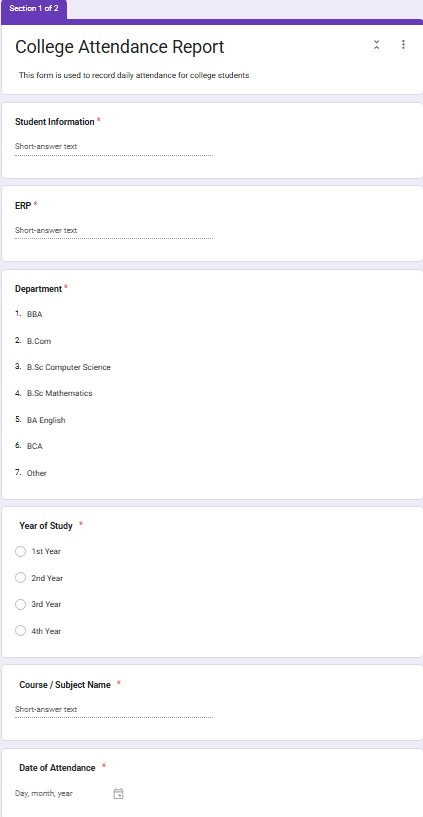 Section 1 of 2
College Attendance Report
This form is used to record daily attendance for college students
Student Information *
Short-answer text
ERP *
Short-answer text
Department *
1. BBA
2. B.Com
3. B.Sc Computer Science
4. B.Sc Mathematics
5. BA English
6. BCA
7. Other
Year of Study *
1st Year
2nd Year
3rd Year
4th Year
Course / Subject Name *
Short-answer text
Date of Attendance *
Day, month, year